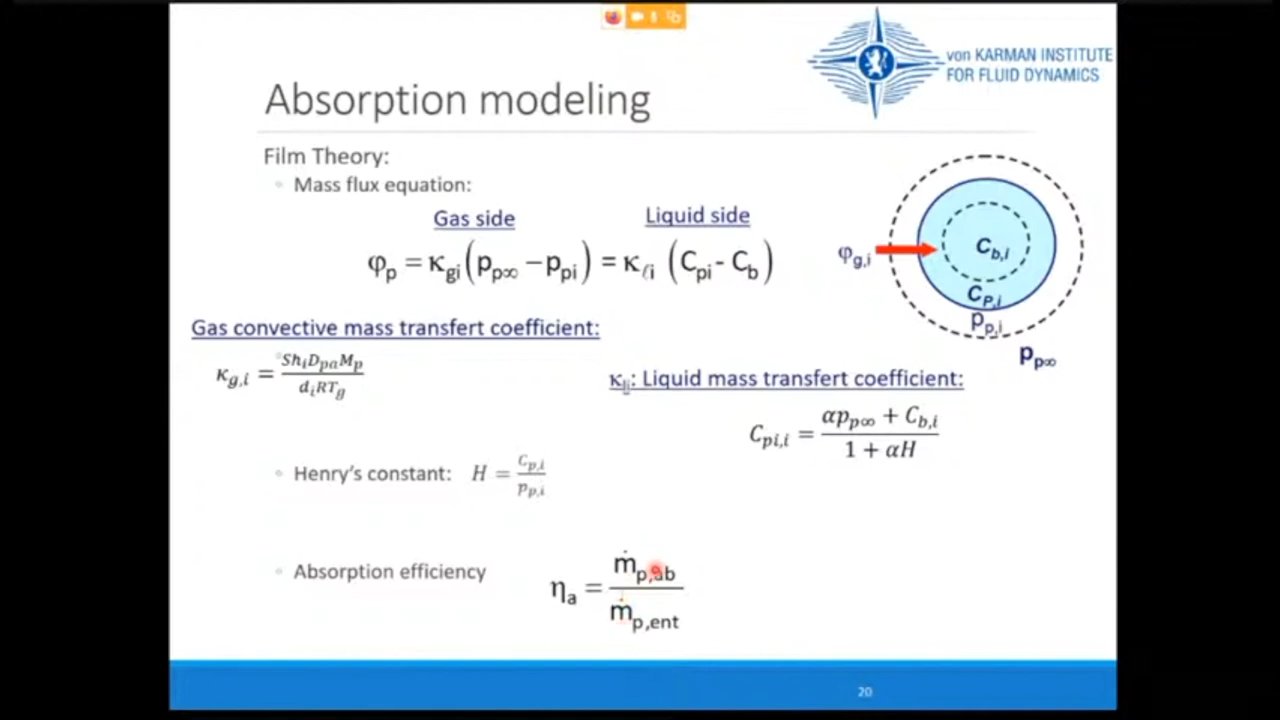 von KARMAN INSTITUTE
FOR FLUID DYNAMICS
Absorption modeling
Film Theory:
◦ Mass flux equation:
Gas side
Liquid side
φp = κgi(pp∞ − ppi) = κℓi (Cpi - Cb)
φg,i
Cb,i
CP,i
pp,i
pp∞
Gas convective mass transfert coefficient:
κg,i = ShiDpaMp / diRTg
κli: Liquid mass transfert coefficient:
Cpi,i = αpp∞ + Cb,i / 1 + αH
◦ Henry's constant: H = Cp,i / pp,i
◦ Absorption efficiency
ηa = ṁp,ab / ṁp,ent
20